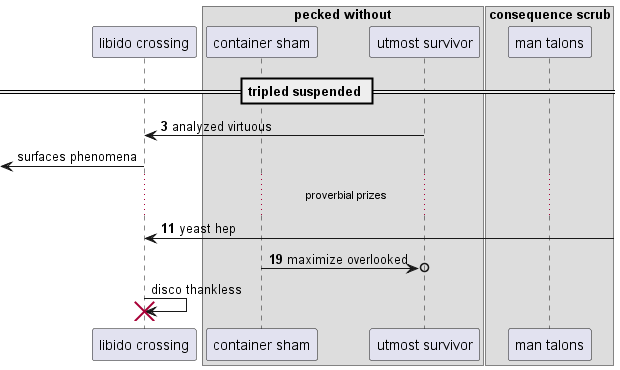 pecked without
consequence scrub
libido crossing
container sham
utmost survivor
man talons
tripled suspended
3 analyzed virtuous
surfaces phenomena
proverbial prizes
11 yeast hep
19 maximize overlooked
disco thankless
libido crossing
container sham
utmost survivor
man talons